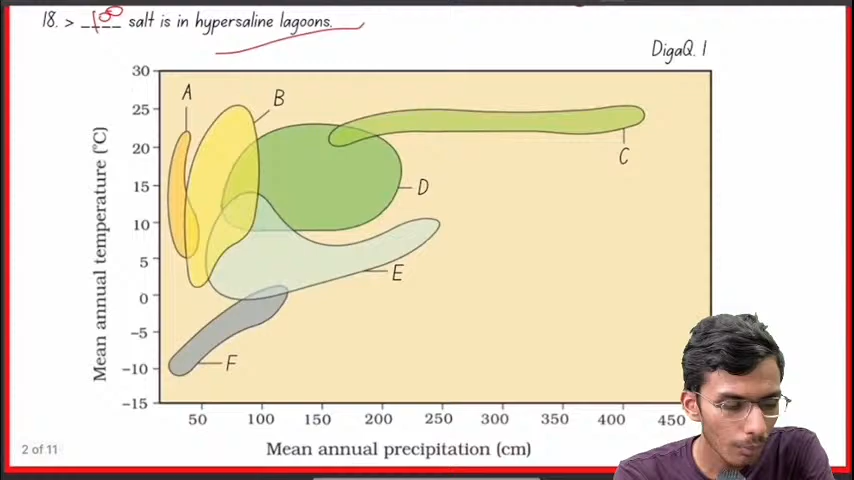 18. > 100 salt is in hypersaline lagoons.
DigaQ. 1
30
25
20
15
10
5
0
-5
-10
-15
Mean annual temperature (°C)
A
B
C
D
E
F
50 100 150 200 250 300 350 400 450
Mean annual precipitation (cm)
2 of 11